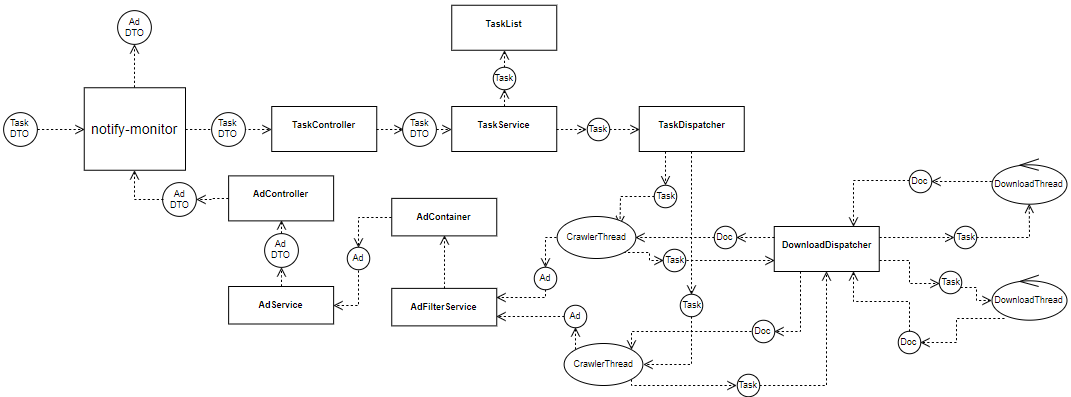 Ad
DTO
TaskList
Task
Task
DTO
notify-monitor
Task
DTO
TaskController
Task
DTO
TaskService
Task
TaskDispatcher
Ad
DTO
AdController
Task
Doc
DownloadThread
AdContainer
Ad
DTO
Ad
CrawlerThread
Doc
Task
DownloadDispatcher
Task
Ad
Task
DownloadThread
AdService
AdFilterService
Task
Ad
Doc
Doc
CrawlerThread
Task